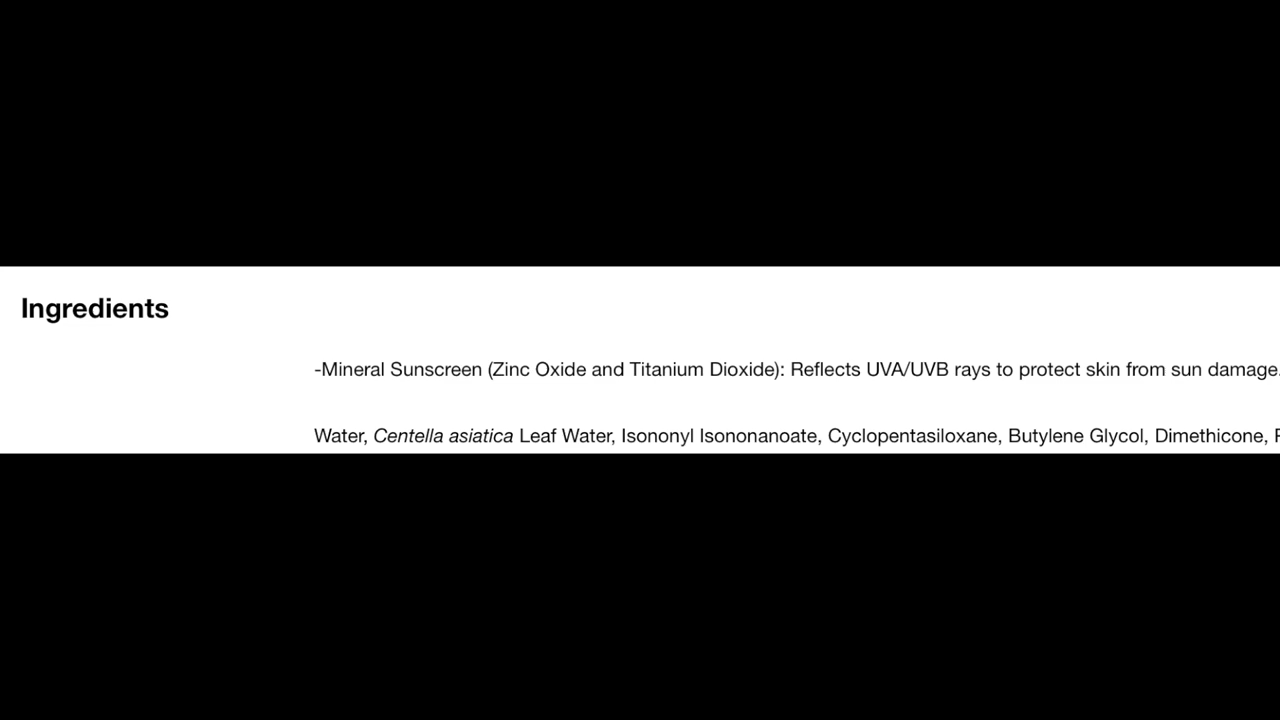 Ingredients
-Mineral Sunscreen (Zinc Oxide and Titanium Dioxide): Reflects UVA/UVB rays to protect skin from sun damage.
Water, Centella asiatica Leaf Water, Isononyl Isononanoate, Cyclopentasiloxane, Butylene Glycol, Dimethicone,